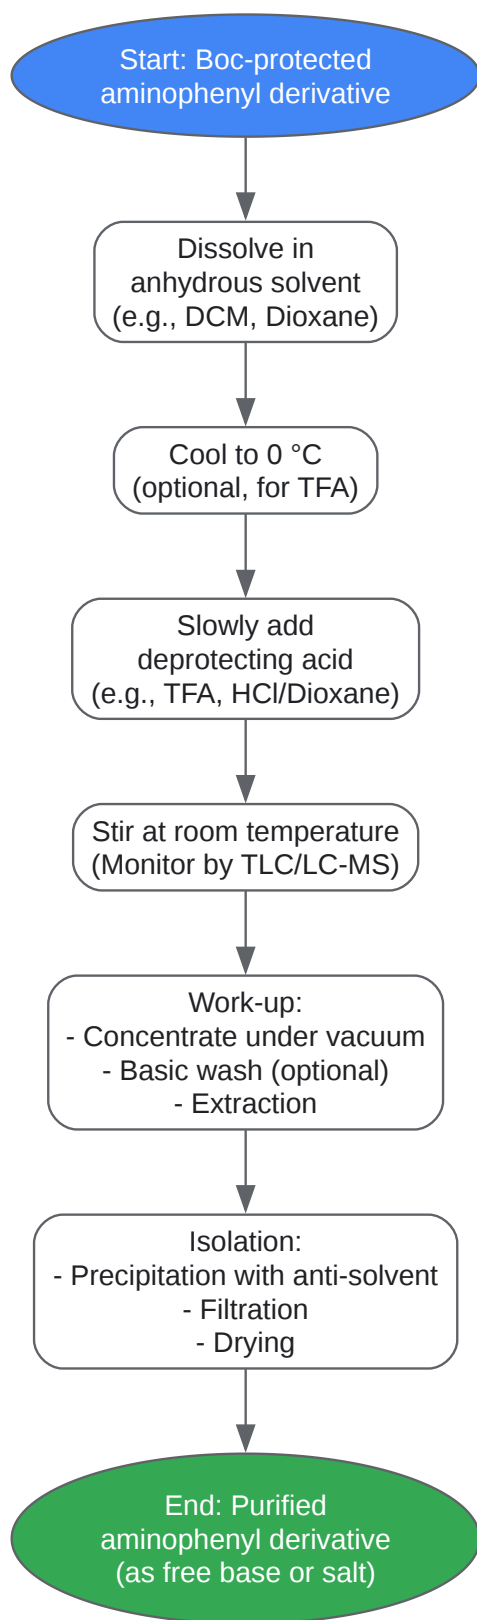 Start: Boc-protected
aminophenyl derivative
Dissolve in
anhydrous solvent
(e.g., DCM, Dioxane)
Cool to 0 °C
(optional, for TFA)
Slowly add
deprotecting acid
(e.g., TFA, HCl/Dioxane)
Stir at room temperature
(Monitor by TLC/LC-MS)
Work-up:
- Concentrate under vacuum
- Basic wash (optional)
- Extraction
Isolation:
- Precipitation with anti-solvent
- Filtration
- Drying
End: Purified
aminophenyl derivative
(as free base or salt)